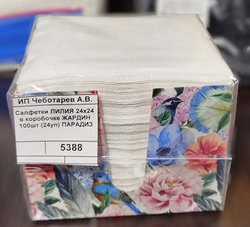 ИП Чеботарев А.В.
Салфетки ЛИЛИЯ 24х24
в коробочке ЖАРДИН
100шт (24уп) ПАРАДИЗ
5388